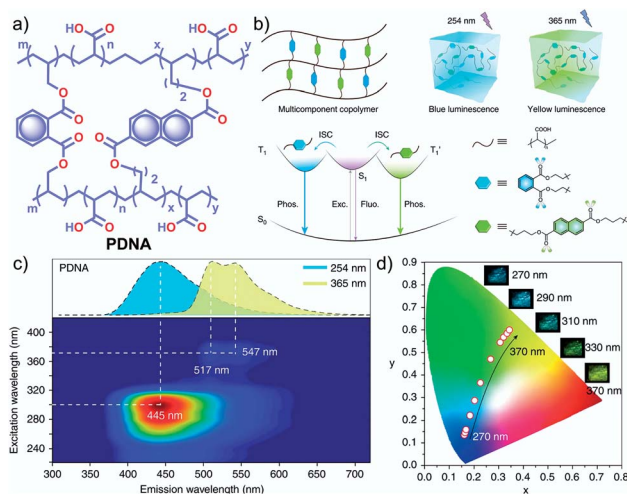 a)
HO
O
m
n
x
y
O
OH
O
O
O
O
2
O
O
O
O
O
O
2
m
n
x
y
HO
O
O
OH
PDNA
b)
254 nm
365 nm
Multicomponent copolymer
Blue luminescence
Yellow luminescence
ISC
ISC
T1
T1'
S1
COOH
Phos.
Exc.
Fluo.
Phos.
S0
c)
PDNA
254 nm
365 nm
Excitation wavelength (nm)
400
380
360
340
320
300
280
260
240
547 nm
517 nm
445 nm
300
400
500
600
700
Emission wavelength (nm)
d)
0.9
0.8
0.7
0.6
0.5
0.4
0.3
0.2
0.1
0.0
y
270 nm
290 nm
310 nm
330 nm
370 nm
370 nm
270 nm
0.0 0.1 0.2 0.3 0.4 0.5 0.6 0.7 0.8
x